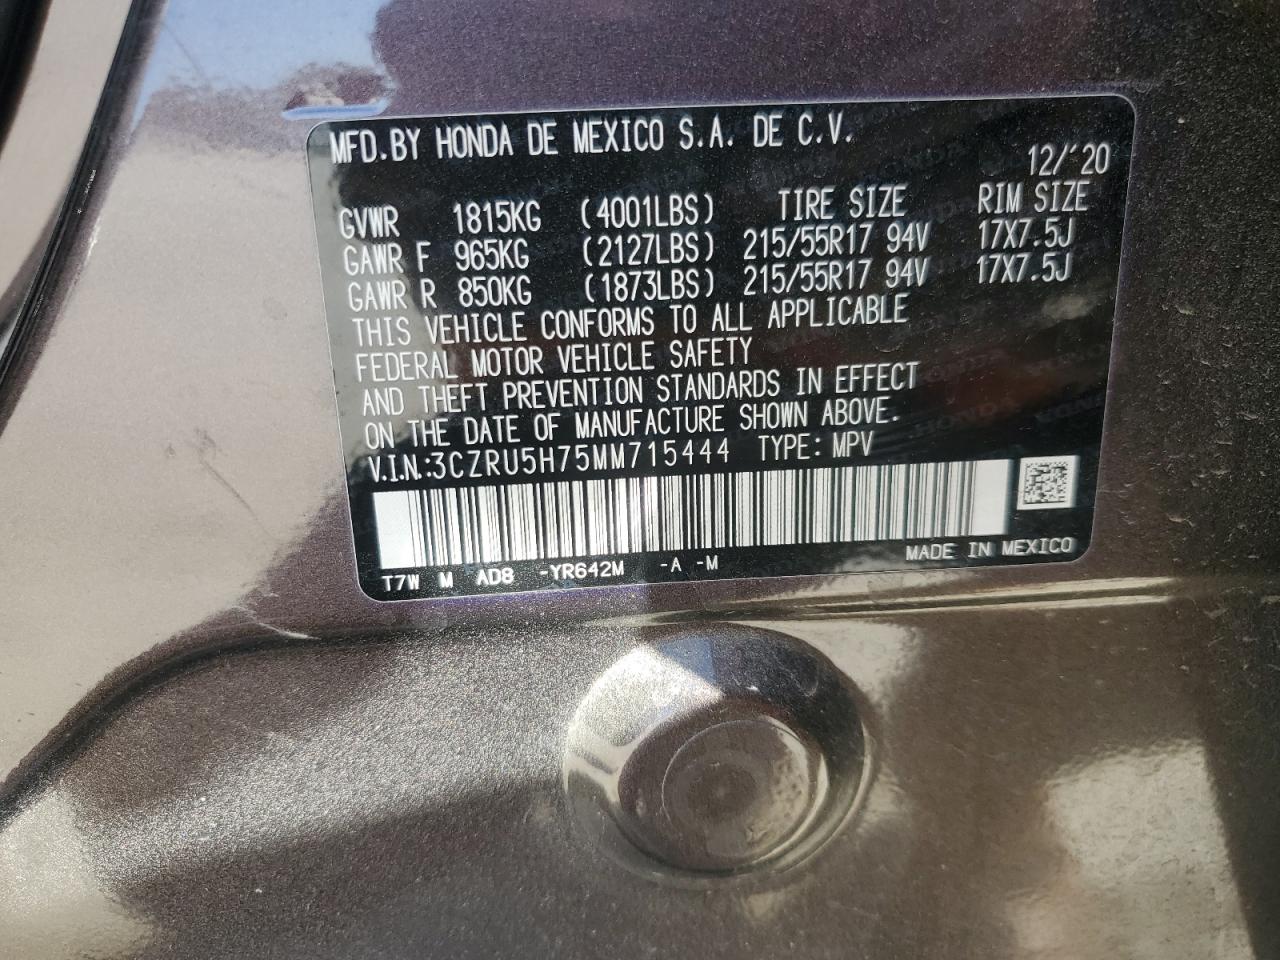 MFD.BY HONDA DE MEXICO S.A. DE C.V.
12/'20
GVWR 1815KG (4001LBS) TIRE SIZE RIM SIZE
GAWR F 965KG (2127LBS) 215/55R17 94V 17X7.5J
GAWR R 850KG (1873LBS) 215/55R17 94V 17X7.5J
THIS VEHICLE CONFORMS TO ALL APPLICABLE
FEDERAL MOTOR VEHICLE SAFETY
AND THEFT PREVENTION STANDARDS IN EFFECT
ON THE DATE OF MANUFACTURE SHOWN ABOVE.
V.I.N.:3CZRU5H75MM715444 TYPE: MPV
MADE IN MEXICO
T7W M AD8 -YR642M -A -M